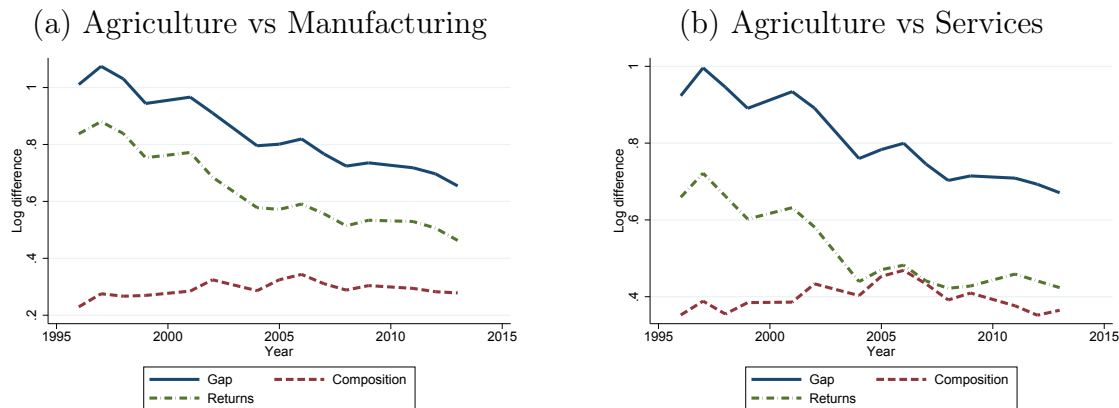 (a) Agriculture vs Manufacturing
Log difference
1
.8
.6
.4
.2
1995 2000 2005 2010 2015
Year
Gap Composition
Returns
(b) Agriculture vs Services
Log difference
1
.8
.6
.4
1995 2000 2005 2010 2015
Year
Gap Composition
Returns